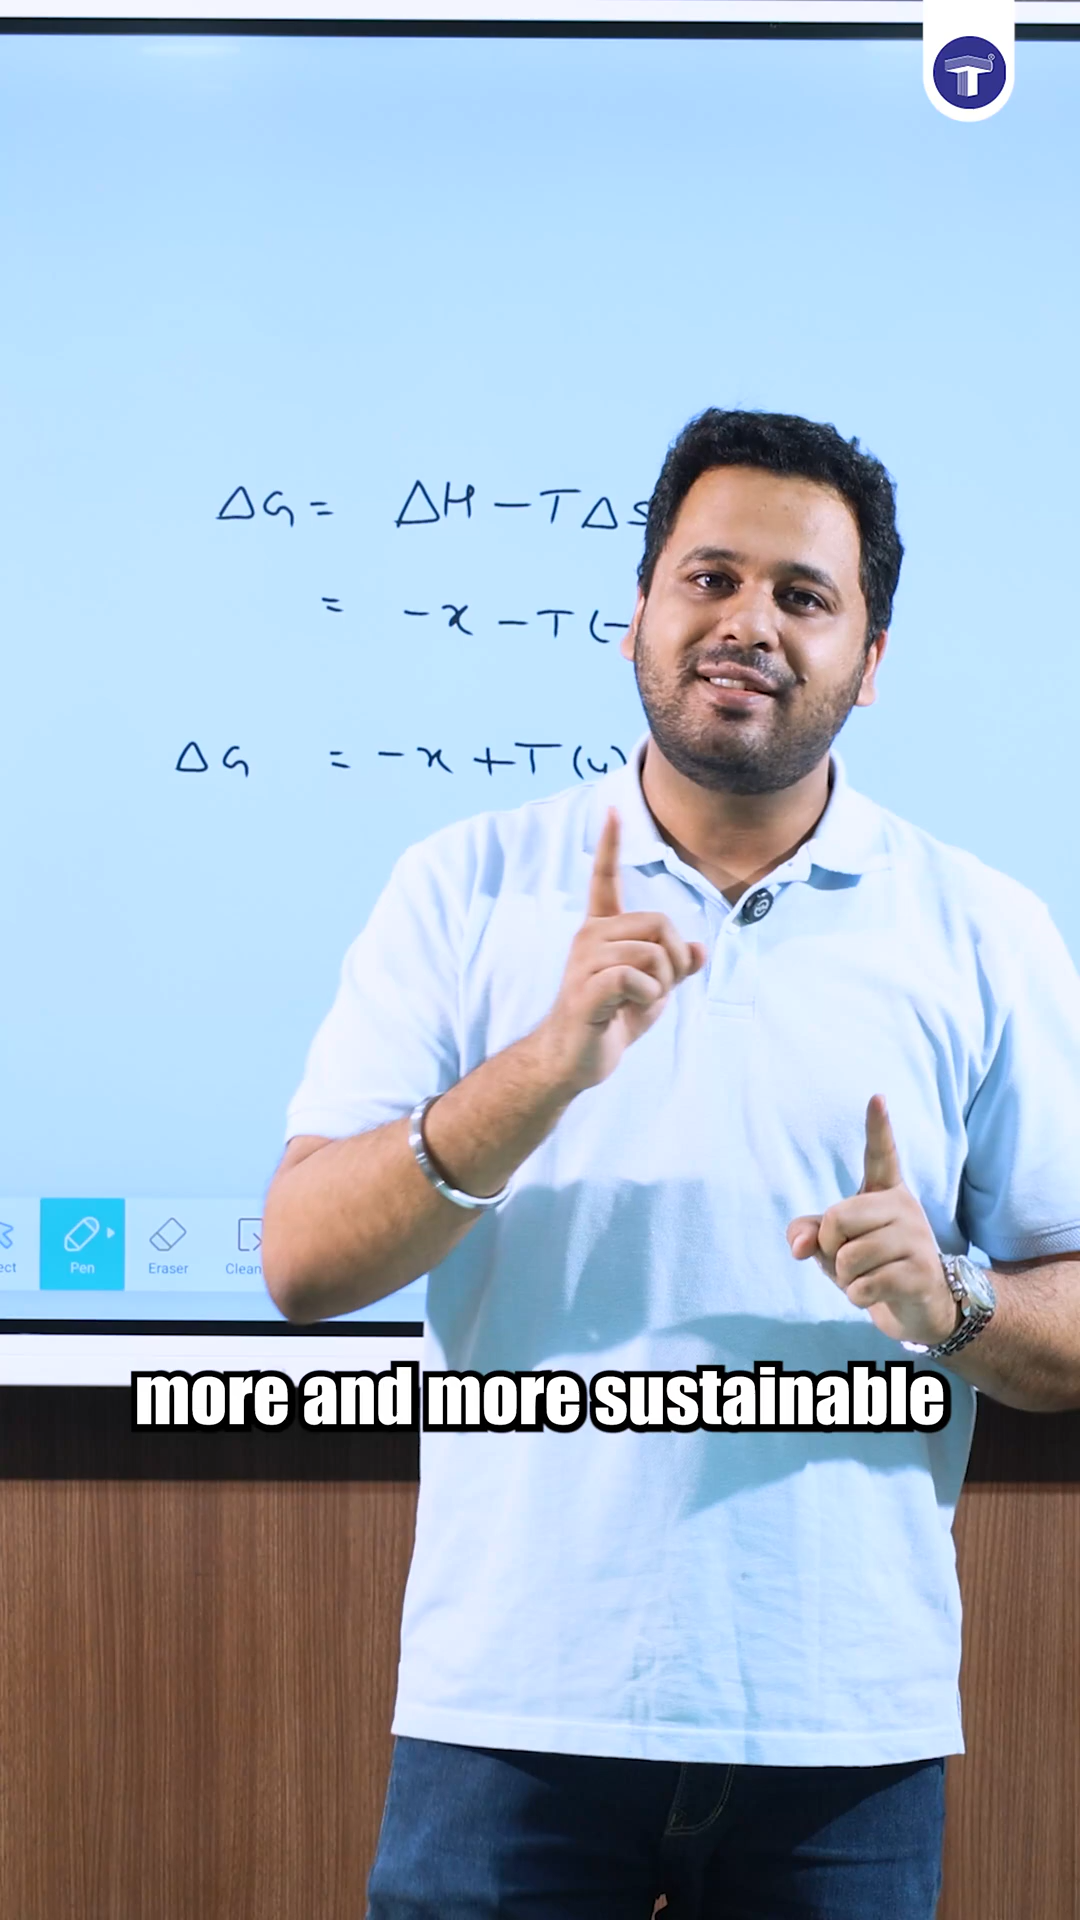 T
ΔG = ΔH - TΔS
= -x - T(-
ΔG = -x + T(y)
Pen
Eraser
Clean
more and more sustainable